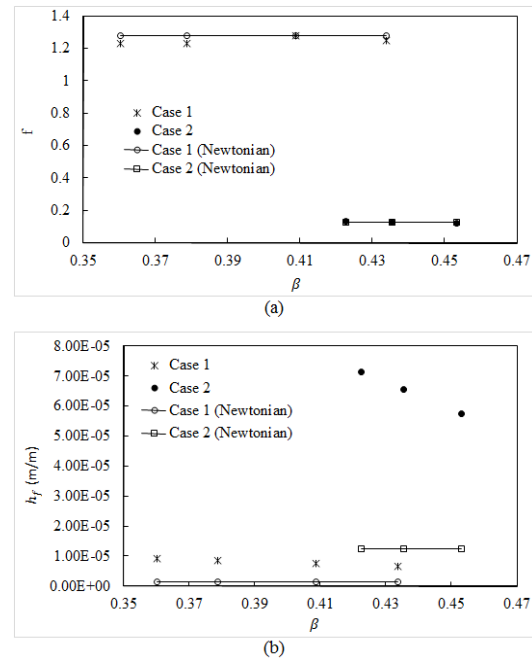 1.4
1.2
1
0.8
0.6
0.4
0.2
0
f
Case 1
Case 2
Case 1 (Newtonian)
Case 2 (Newtonian)
0.35 0.37 0.39 0.41 0.43 0.45 0.47
β
(a)
8.00E-05
7.00E-05
6.00E-05
5.00E-05
4.00E-05
3.00E-05
2.00E-05
1.00E-05
0.00E+00
h_f (m/m)
Case 1
Case 2
Case 1 (Newtonian)
Case 2 (Newtonian)
0.35 0.37 0.39 0.41 0.43 0.45 0.47
β
(b)